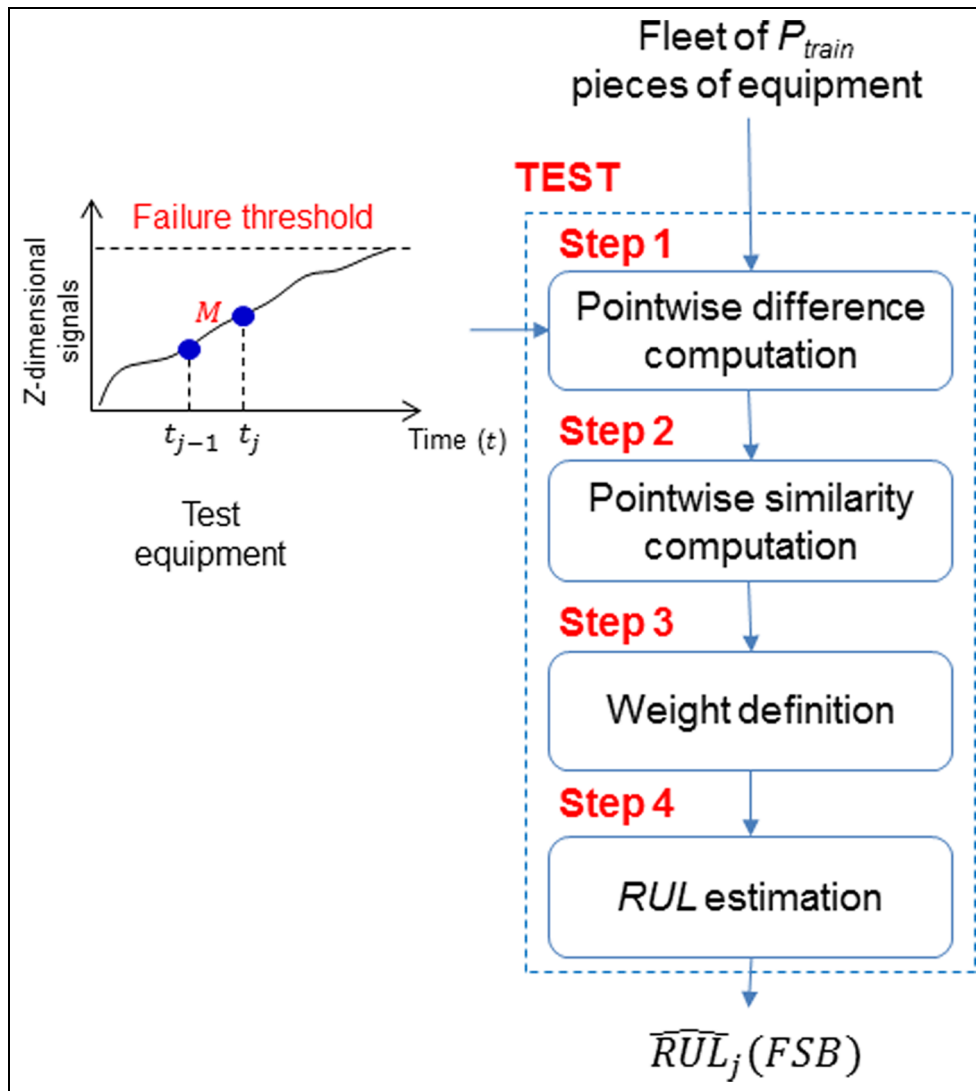 Fleet of P_train
pieces of equipment
TEST
Failure threshold
Z-dimensional
signals
M
t_{j−1}
t_j
Time (t)
Test
equipment
Step 1
Pointwise difference
computation
Step 2
Pointwise similarity
computation
Step 3
Weight definition
Step 4
RUL estimation
\widehat{RUL}_j(FSB)